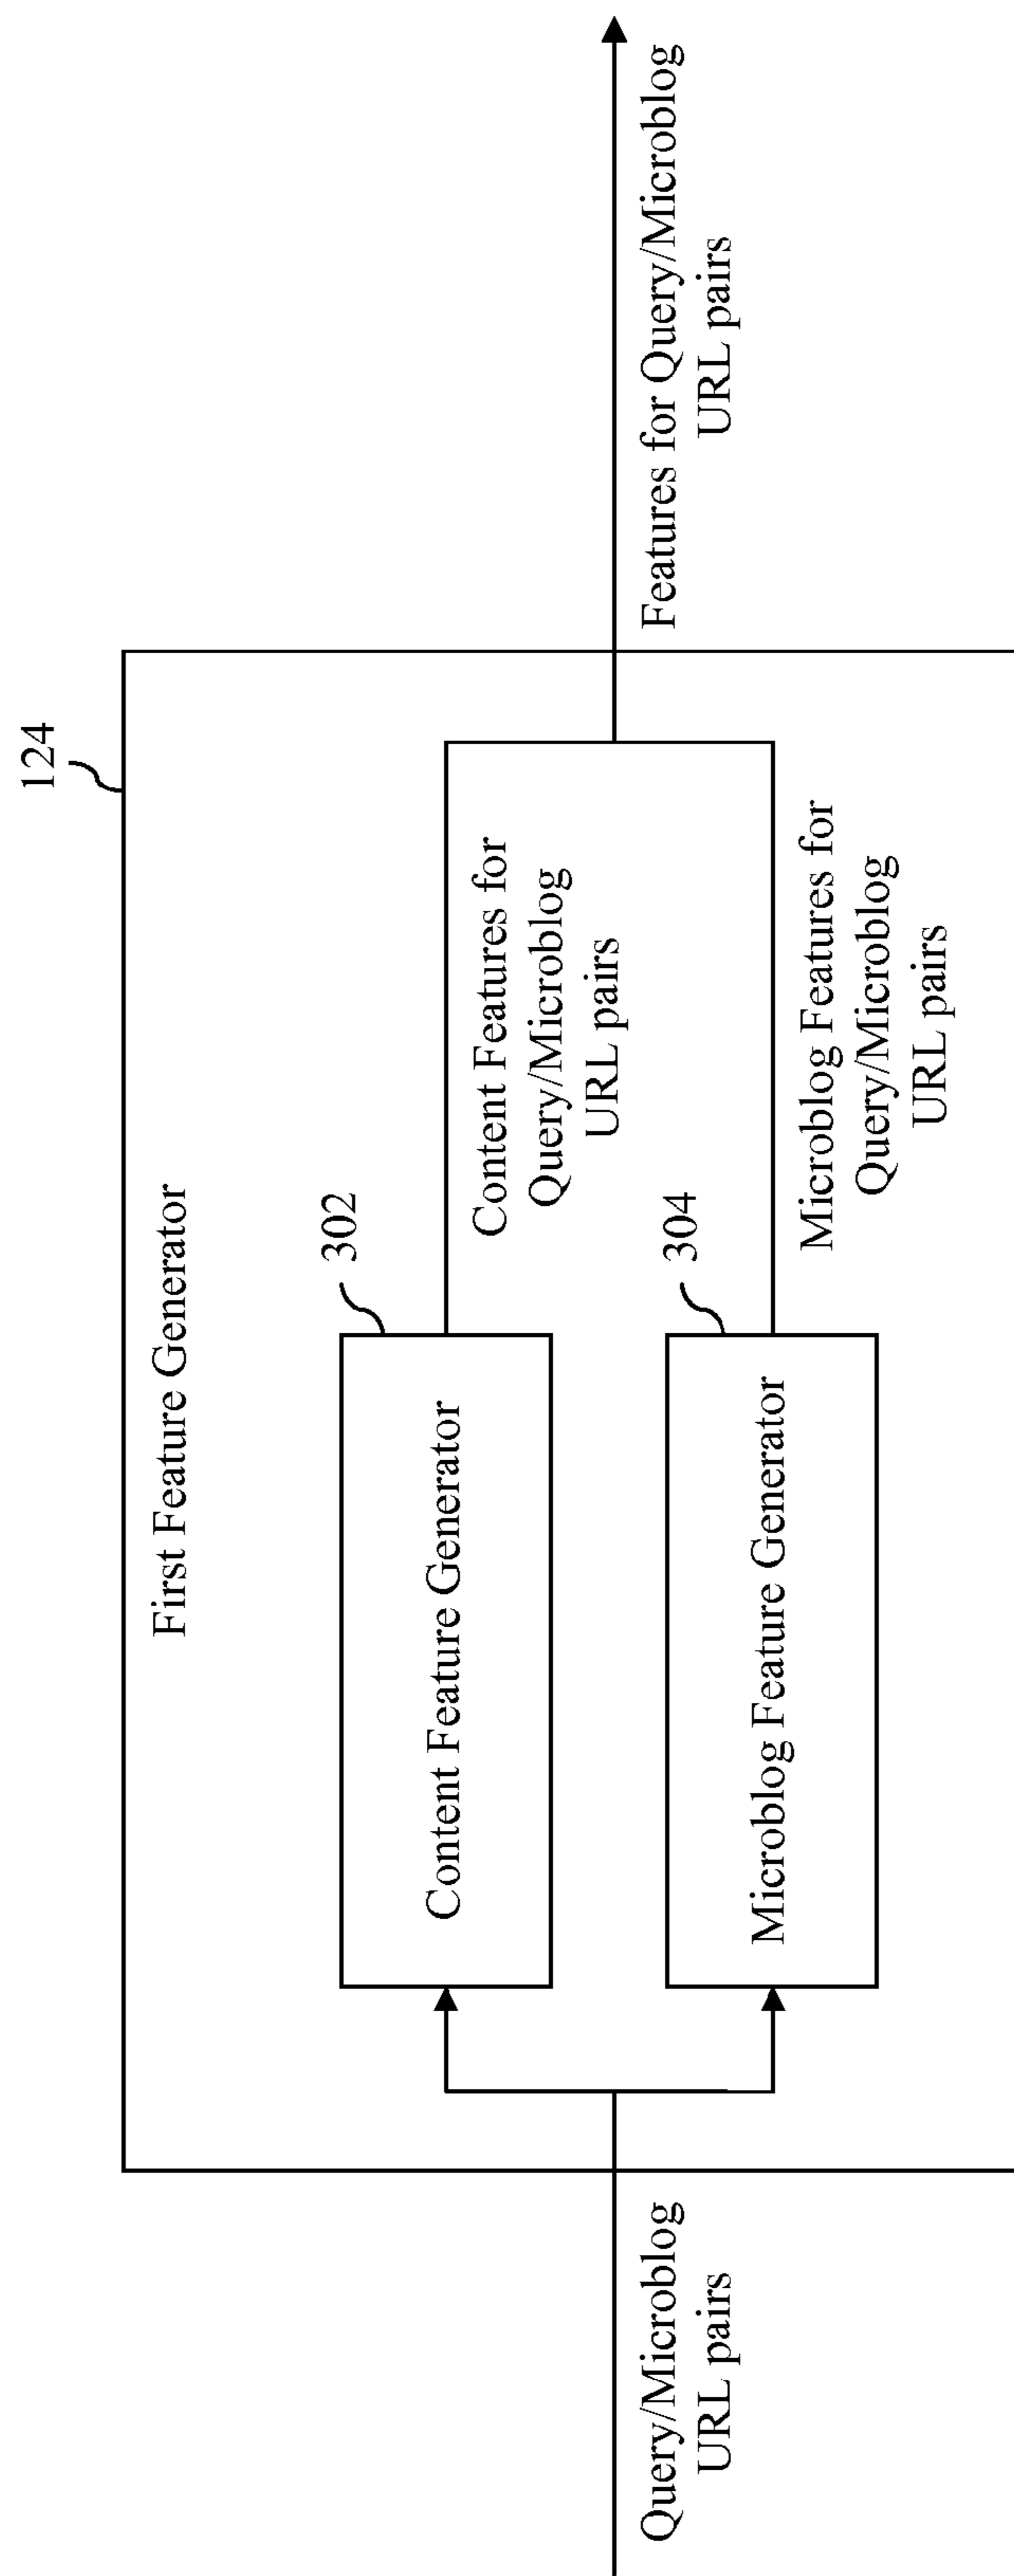 124
First Feature Generator
Query/Microblog
URL pairs
302
Content Feature Generator
Content Features for
Query/Microblog
URL pairs
304
Microblog Feature Generator
Microblog Features for
Query/Microblog
URL pairs
Features for Query/Microblog
URL pairs